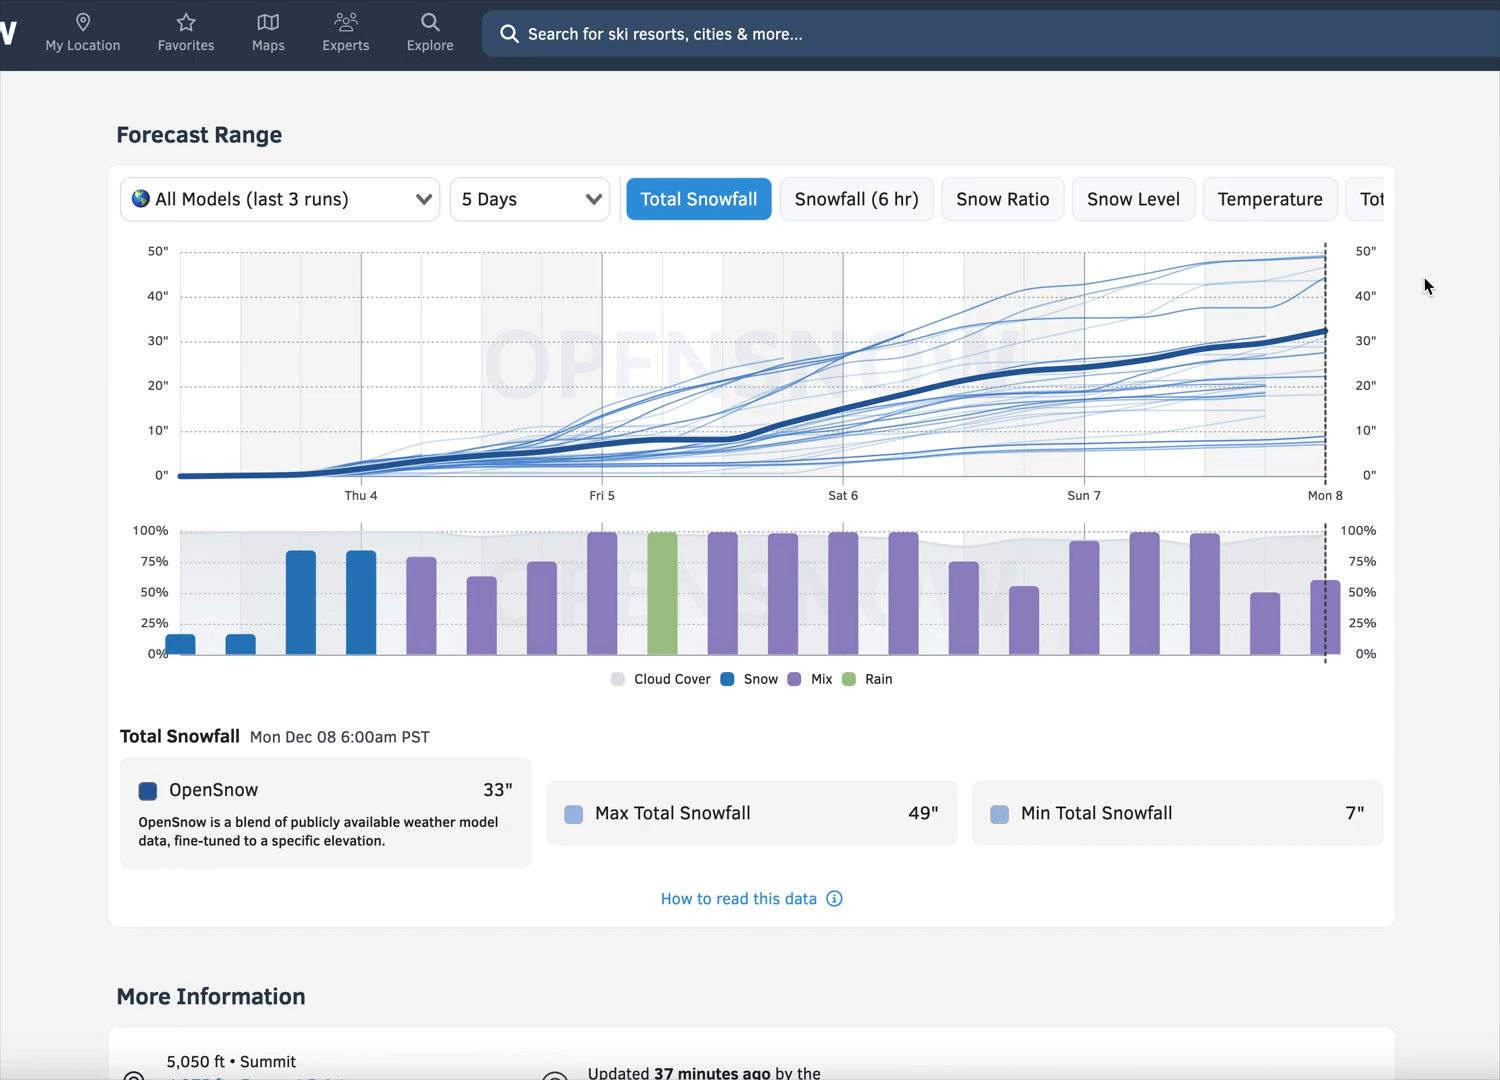 My Location
Favorites
Maps
Experts
Explore
Search for ski resorts, cities & more...
Forecast Range
All Models (last 3 runs)
5 Days
Total Snowfall
Snowfall (6 hr)
Snow Ratio
Snow Level
Temperature
Tot
50" 50"
40" 40"
30" 30"
20" 20"
10" 10"
0" 0"
OPENSNOW
Thu 4 Fri 5 Sat 6 Sun 7 Mon 8
100% 100%
75% 75%
50% 50%
25% 25%
0% 0%
OPENSNOW
Cloud Cover Snow Mix Rain
Total Snowfall Mon Dec 08 6:00am PST
OpenSnow 33"
OpenSnow is a blend of publicly available weather model
data, fine-tuned to a specific elevation.
Max Total Snowfall 49"
Min Total Snowfall 7"
How to read this data
More Information
5,050 ft • Summit
Updated 37 minutes ago by the